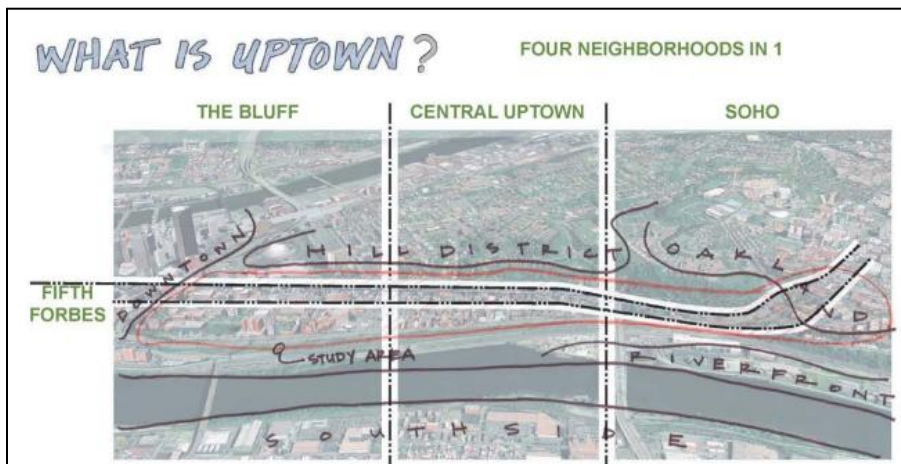 WHAT IS UPTOWN?
FOUR NEIGHBORHOODS IN 1
THE BLUFF
CENTRAL UPTOWN
SOHO
DOWNTOWN
HILL DISTRICT
OAKLAND
FIFTH
FORBES
STUDY AREA
RIVERFRONT
SOUTH SIDE